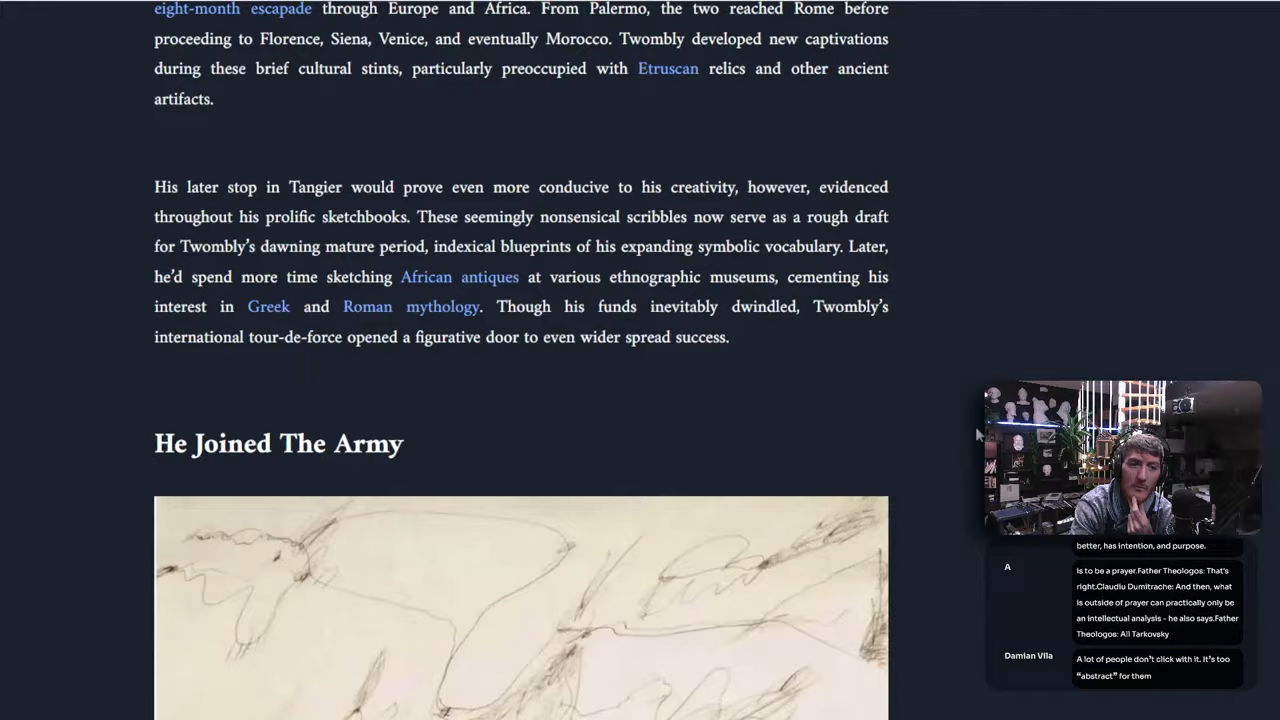 eight-month escapade through Europe and Africa. From Palermo, the two reached Rome before
proceeding to Florence, Siena, Venice, and eventually Morocco. Twombly developed new captivations
during these brief cultural stints, particularly preoccupied with Etruscan relics and other ancient
artifacts.
His later stop in Tangier would prove even more conducive to his creativity, however, evidenced
throughout his prolific sketchbooks. These seemingly nonsensical scribbles now serve as a rough draft
for Twombly’s dawning mature period, indexical blueprints of his expanding symbolic vocabulary. Later,
he’d spend more time sketching African antiques at various ethnographic museums, cementing his
interest in Greek and Roman mythology. Though his funds inevitably dwindled, Twombly’s
international tour-de-force opened a figurative door to even wider spread success.
He Joined The Army
better, has intention, and purpose.
A
is to be a prayer.Father Theologos: That's
right.Claudiu Dumitrache: And then, what
is outside of prayer can practically only be
an intellectual analysis - he also says.Father
Theologos: All Tarkovsky
Damian Vila
A lot of people don’t click with it. It’s too
“abstract” for them